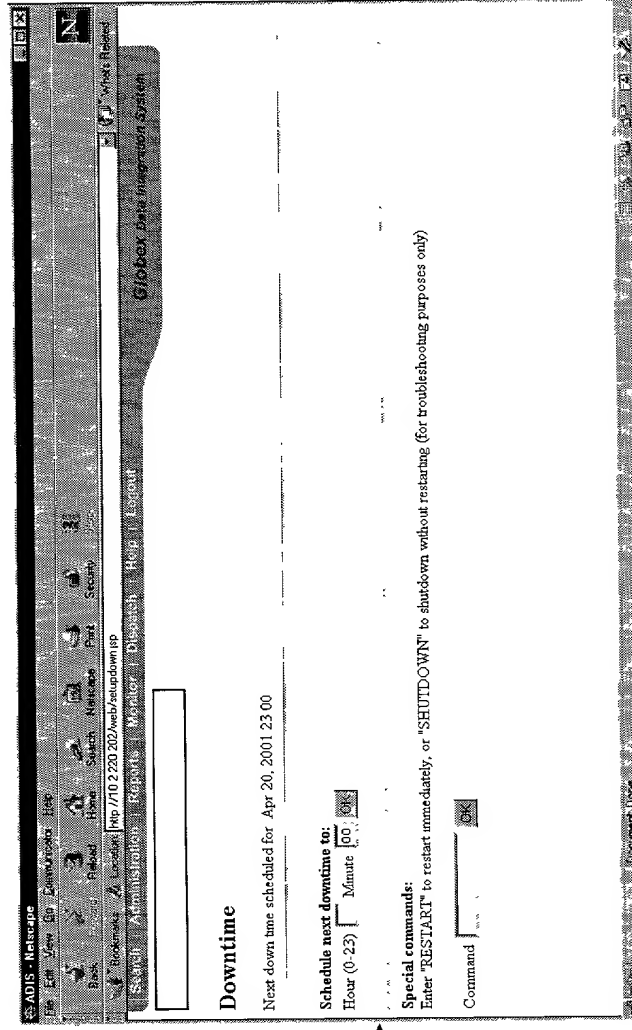 ADIS - Netscape
File Edit View Go Communicator Help
Back Reload Home Search Netscape Print Security
Bookmarks Location: http //10 2 220 202/web/setupdown jsp What's Related
Search | Administration | Reports | Monitor | Dispatch | Help | Logout
Globex Data Integration System
Downtime
Next down time scheduled for Apr 20, 2001 23 00
Schedule next downtime to:
Hour (0-23) Minute 00 OK
Special commands:
Enter "RESTART" to restart immediately, or "SHUTDOWN" to shutdown without restarting (for troubleshooting purposes only)
Command OK